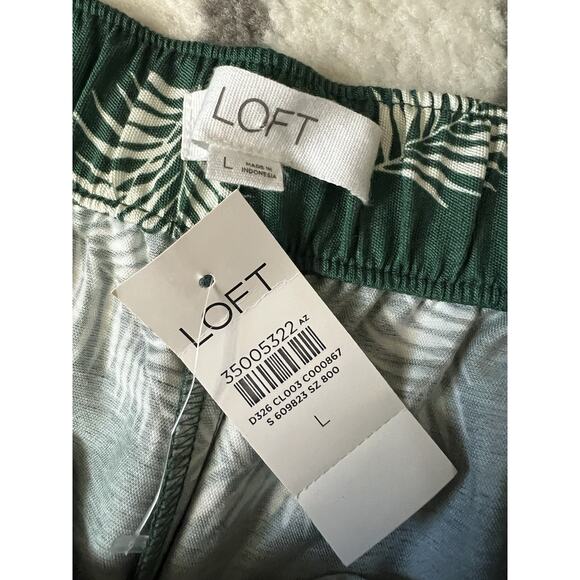 LOFT
L
MADE IN
INDONESIA
LOFT
35005322 AZ
D326 CL003 C000867
S 609823 SZ 800
L